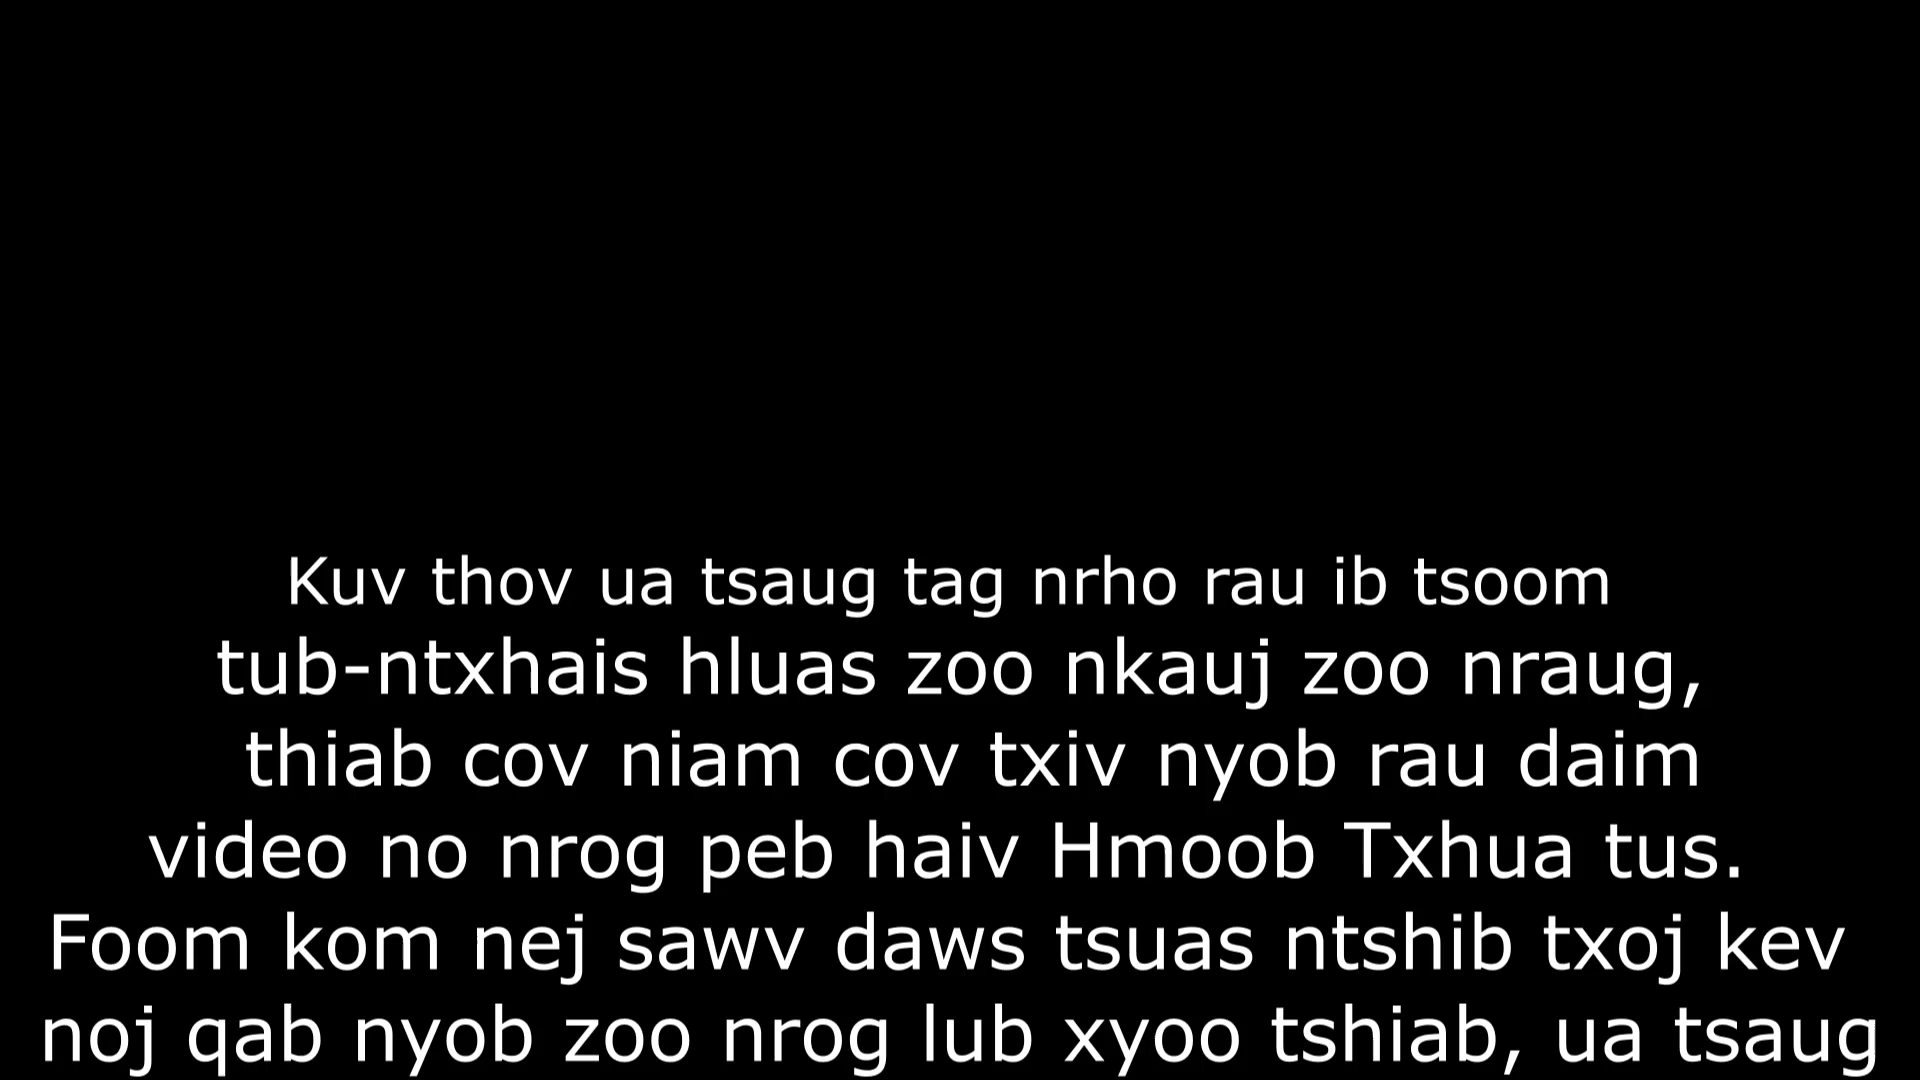 Kuv thov ua tsaug tag nrho rau ib tsoom
tub-ntxhais hluas zoo nkauj zoo nraug,
thiab cov niam cov txiv nyob rau daim
video no nrog peb haiv Hmoob Txhua tus.
Foom kom nej sawv daws tsuas ntshib txoj kev
noj qab nyob zoo nrog lub xyoo tshiab, ua tsaug